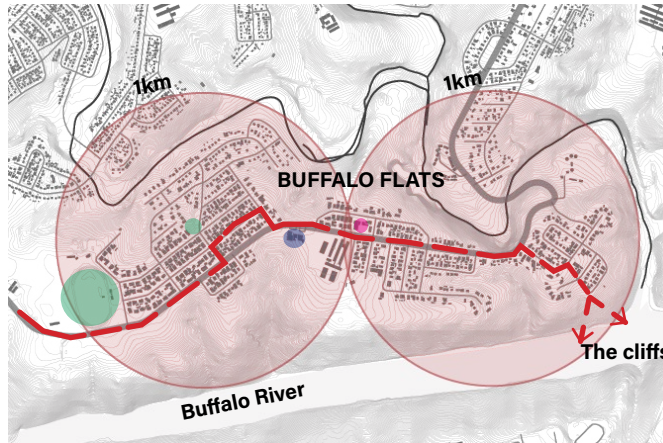 1km
1km
BUFFALO FLATS
The cliffs
Buffalo River